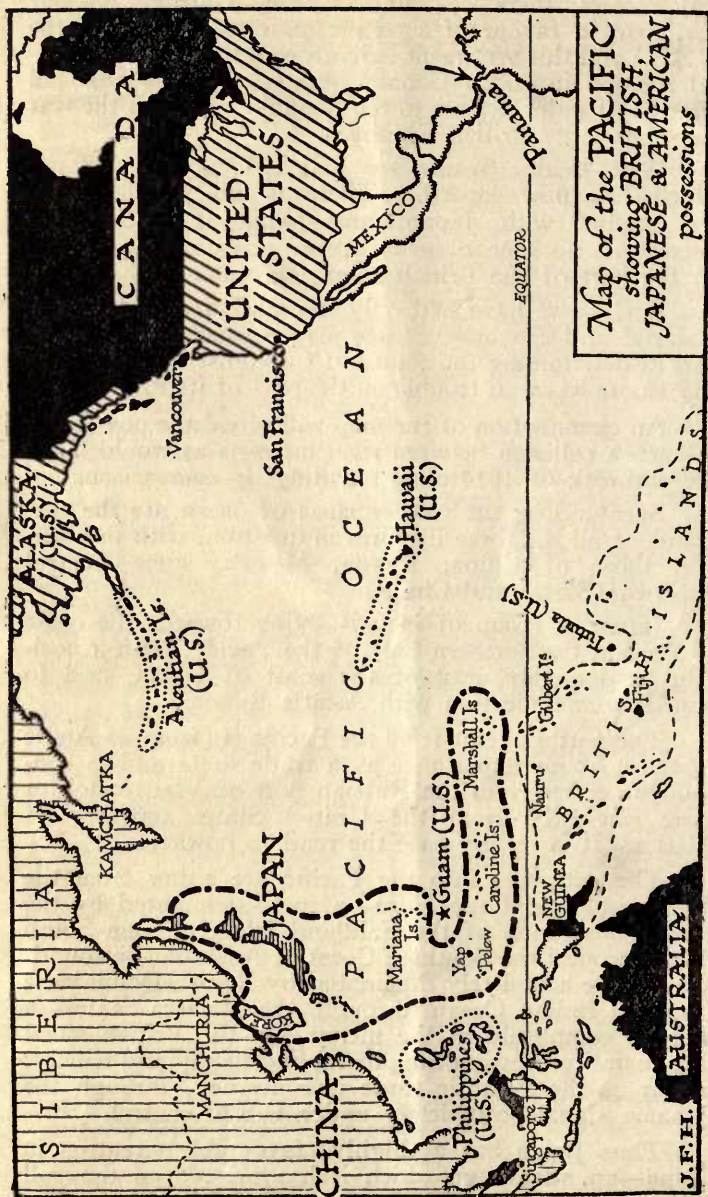 Map of the PACIFIC
showing BRITISH,
JAPANESE & AMERICAN
possessions
SIBERIA
KAMCHATKA
ALASKA
(U.S.)
CANADA
Aleutian Is.
(U.S.)
Vancouver
UNITED
STATES
San Francisco
MEXICO
Panama
MANCHURIA
CHINA
KOREA
JAPAN
PACIFIC OCEAN
Hawaii
(U.S.)
Mariana
Is.
Guam (U.S.)
Yap
Pelew
Caroline Is.
Marshall Is
Philippines
(U.S.)
Singapore
EQUATOR
Nauru
Gilbert Is
Tutuila (U.S.)
NEW
GUINEA
BRITISH ISLANDS
Fiji
AUSTRALIA
J.F.H.